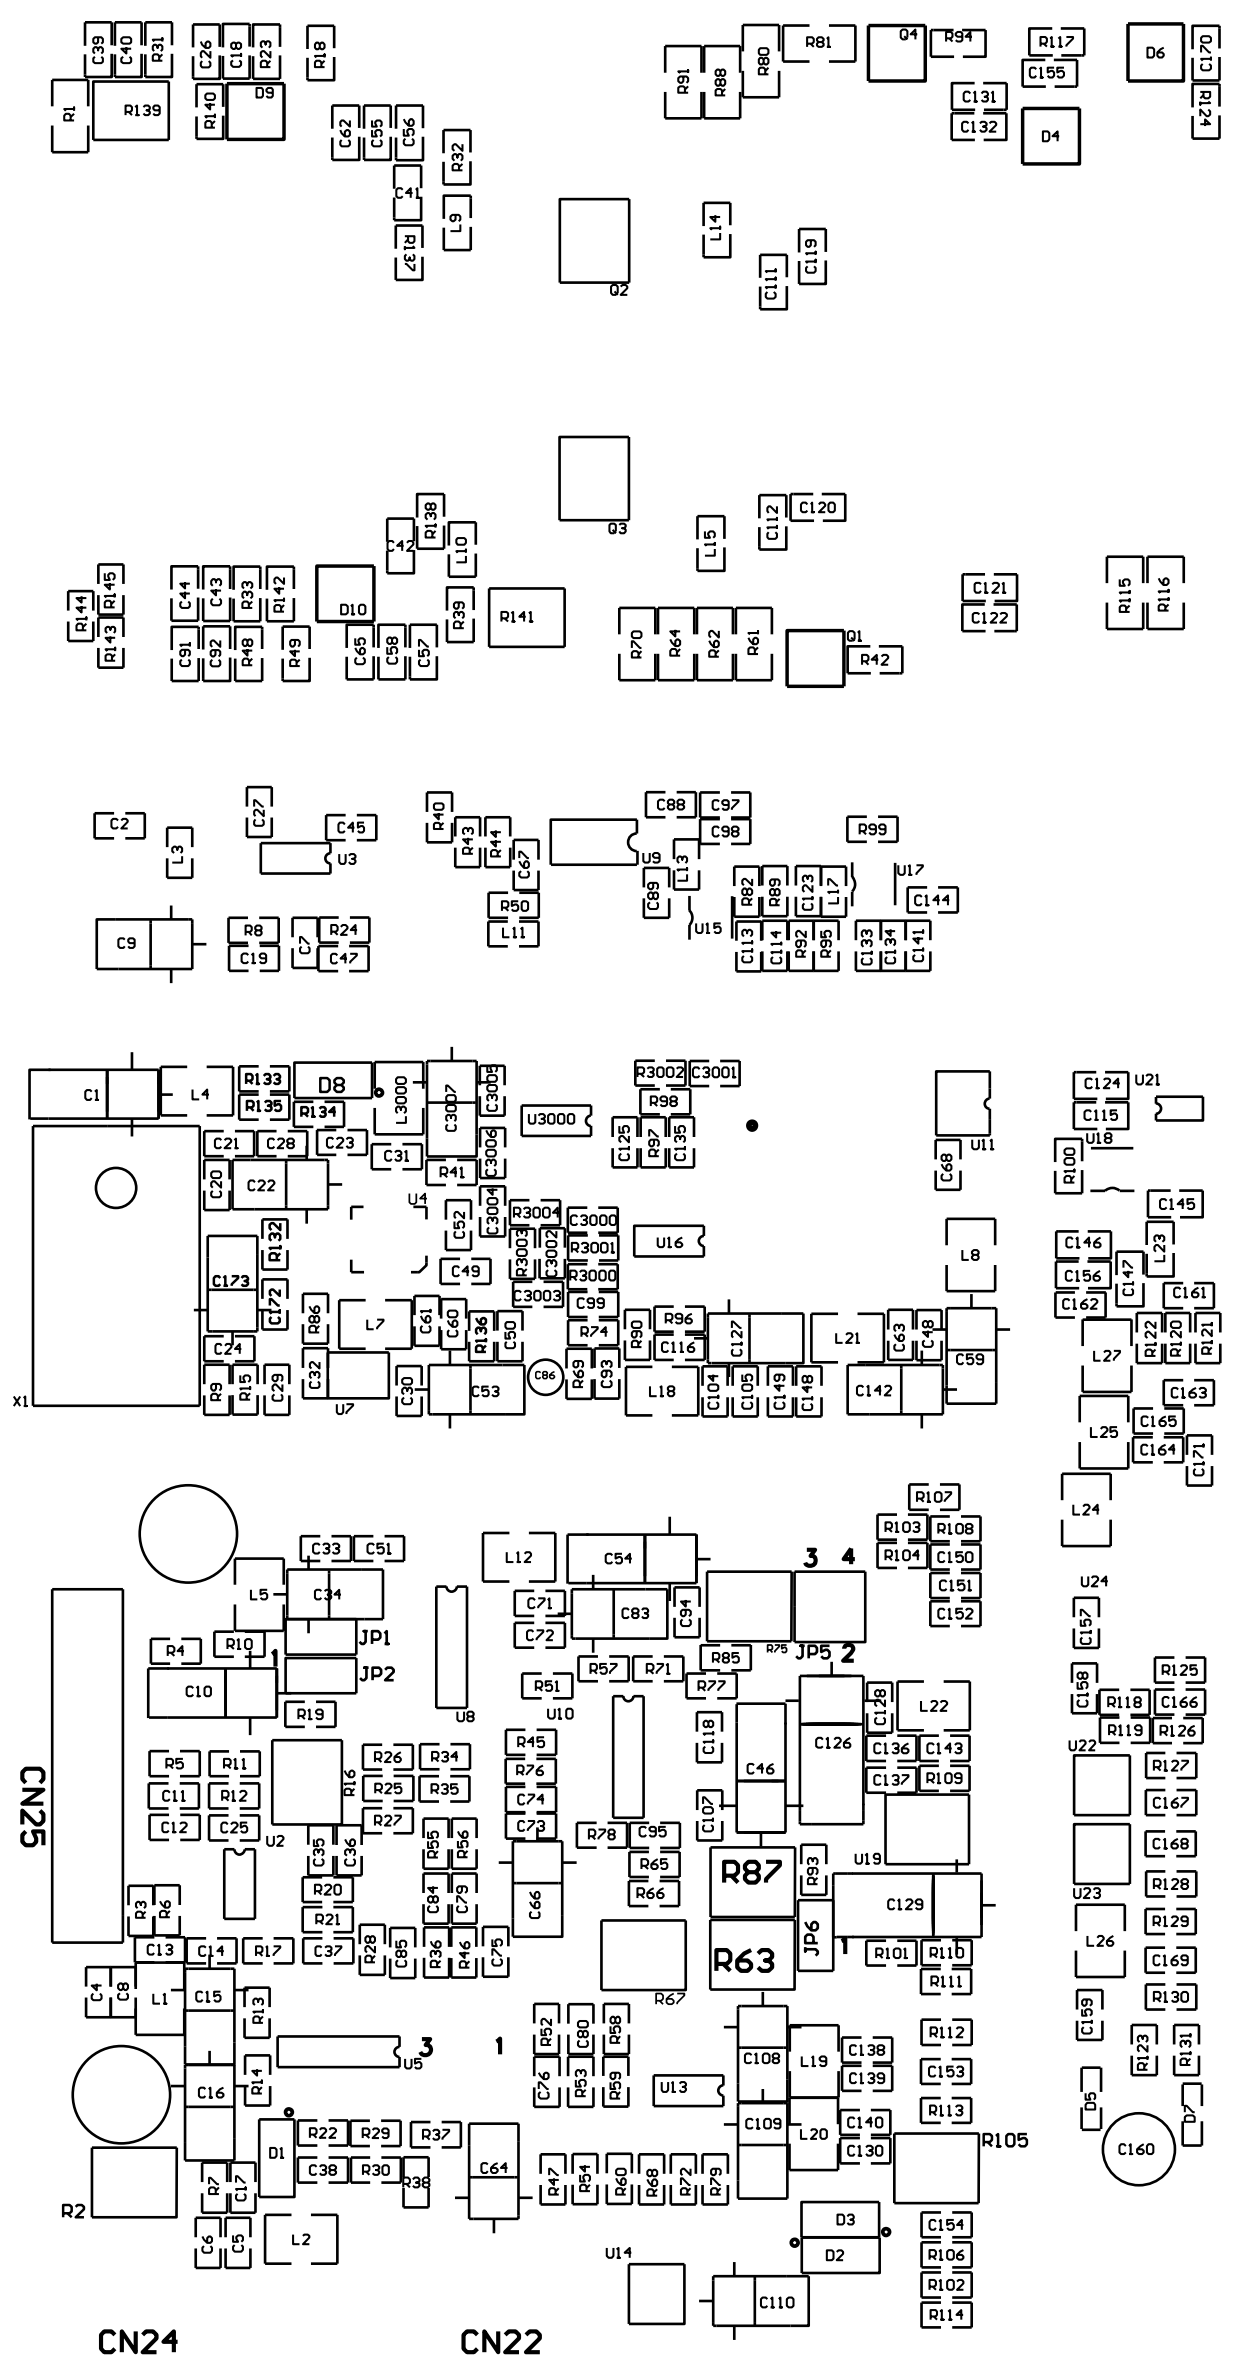 C39 C40 R31 C26 C18 R23 R18 R91 R88 R80 R81 Q4 R94 R117 C155 D6 C170
R1 R139 R140 D9 C131 C132 D4 R124
C62 C55 C56 R32
C41 L9 R137
Q2 L14 C111 C119
Q3 L15 C112 C120
R138 C42 L10
R145 R144 R143 C44 C43 R33 R142 D10 R39 R141 C121 C122 R115 R116
C91 C92 R48 R49 C65 C58 C57 R70 R64 R62 R61 Q1 R42
C2 L3 C27 C45 U3 R40 R43 R44 C67 U9 C88 C97 C98 L13 C89 R99
R50 L11 U15 R82 R89 C123 L17 U17 C144
C9 R8 C19 C7 R24 C47 C113 C114 R92 R95 C133 C134 C141
C1 L4 R133 R135 D8 R134 L3000 C3007 C3005 U3000 R3002 C3001 R98 U11 C124 C115 U21
C21 C28 C23 C31 R41 C3006 C125 R97 C135 C68 U18 R100
C20 C22 U4 C52 C3004 R3004 C3000 C145
R132 C49 R3003 C3002 R3001 R3000 U16 L8 C146 C156 C147 L23
C173 C172 C3003 C99 C162 C161
R86 L7 C61 C60 R136 C50 R74 R90 R96 C116 C127 L21 C63 C48 C59 L27 R122 R120 R121
C24
X1 R9 R15 C29 C32 U7 C30 C53 C86 R69 C93 L18 C104 C105 C149 C148 C142 C163
L25 C165 C164 C171
L24 R107
C33 C51 L12 C54 3 4 R103 R108 R104 C150
L5 C34 C71 C72 C83 C94 C151 C152 U24 C157
R4 R10 1 JP1 JP2 R57 R71 R85 R75 JP5 2
C10 R19 U8 R51 U10 R77 C128 L22 C158 R125 R118 C166 R119 R126
R5 R11 R16 R26 R34 R45 C118 C46 C126 C136 C143 U22 R127
C11 R12 R25 R35 R76 C74 C137 R109 C167
C12 C25 U2 R27 C73 R78 C95 C107
CN25 C35 C36 R55 R56 R65 R87 R93 U19 C168
R3 R6 R20 R21 C84 C79 C66 R66 JP6 C129 U23 R128
C13 C14 R17 C37 R28 C85 R36 R46 C75 R63 1 R101 R110 R129 L26
C4 C8 L1 C15 R13 R67 R111 C169 R130
R52 C80 R58 R112 C159
U5 3 1 C108 L19 C138 C139 C153 R123 R131
C16 R14 C76 R53 R59 U13 R113 D5 D7
D1 R22 R29 R37 C109 L20 C140 C130 R105 C160
R2 R7 C17 C38 R30 R38 C64 R47 R54 R60 R68 R72 R79
C6 C5 L2 D3 D2 C154
U14 R106 R102
C110 R114
CN24 CN22